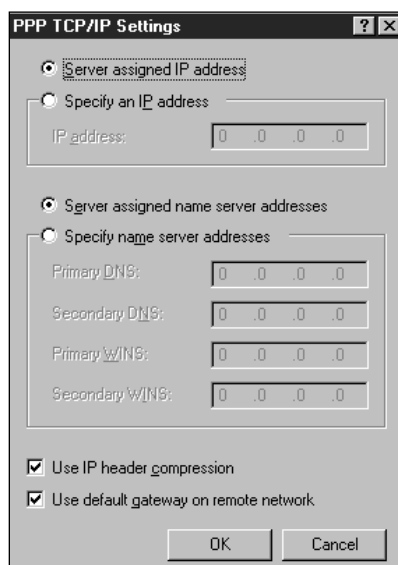 PPP TCP/IP Settings
Server assigned IP address
Specify an IP address
IP address: 0 .0 .0 .0
Server assigned name server addresses
Specify name server addresses
Primary DNS: 0 .0 .0 .0
Secondary DNS: 0 .0 .0 .0
Primary WINS: 0 .0 .0 .0
Secondary WINS: 0 .0 .0 .0
Use IP header compression
Use default gateway on remote network
OK Cancel